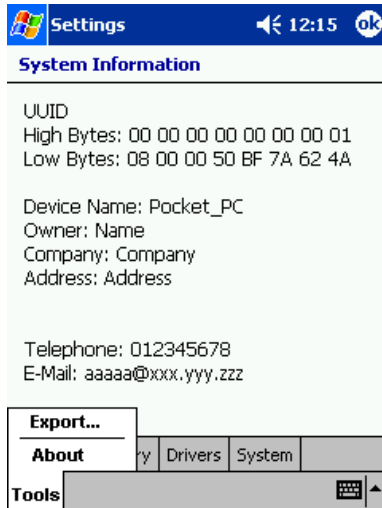 Settings 12:15 ok
System Information
UUID
High Bytes: 00 00 00 00 00 00 00 01
Low Bytes: 08 00 00 50 BF 7A 62 4A
Device Name: Pocket_PC
Owner: Name
Company: Company
Address: Address
Telephone: 012345678
E-Mail: aaaaa@xxx.yyy.zzz
Export...
About ry Drivers System
Tools